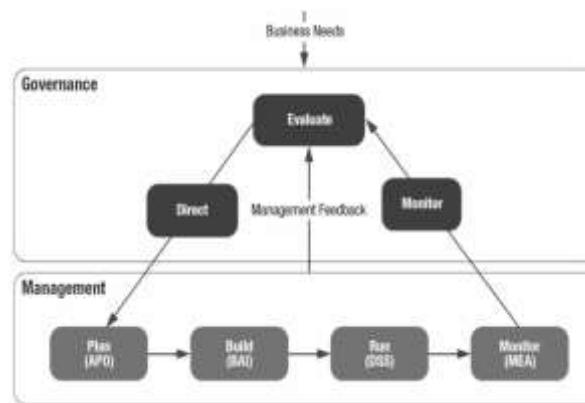 Business Needs
Governance
Evaluate
Direct
Management Feedback
Monitor
Management
Plan
(APO)
Build
(BAI)
Run
(DSS)
Monitor
(MEA)